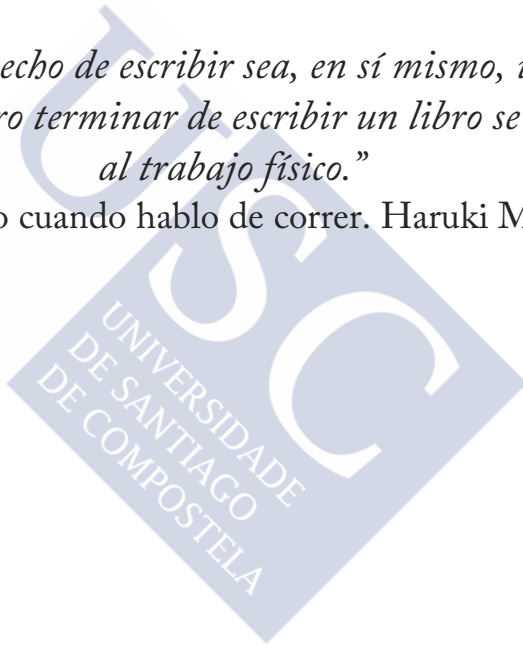 echo de escribir sea, en sí mismo,
ro terminar de escribir un libro se
al trabajo físico.”
o cuando hablo de correr. Haruki M
USC
UNIVERSIDADE
DE SANTIAGO
DE COMPOSTELA